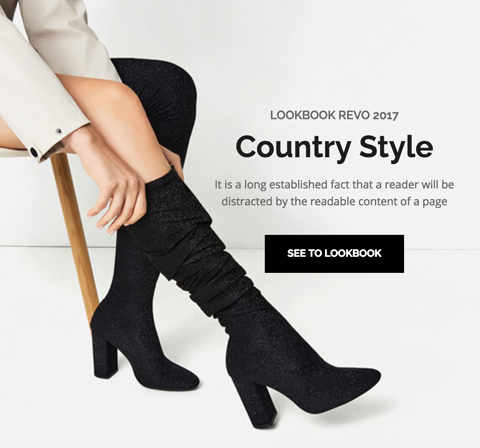 LOOKBOOK REVO 2017
Country Style
It is a long established fact that a reader will be
distracted by the readable content of a page
SEE TO LOOKBOOK